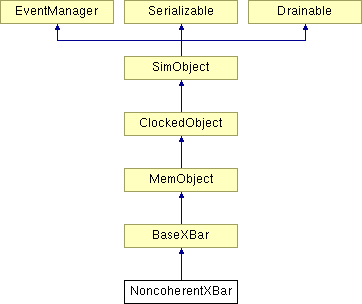 EventManager Serializable Drainable
SimObject
ClockedObject
MemObject
BaseXBar
NoncoherentXBar